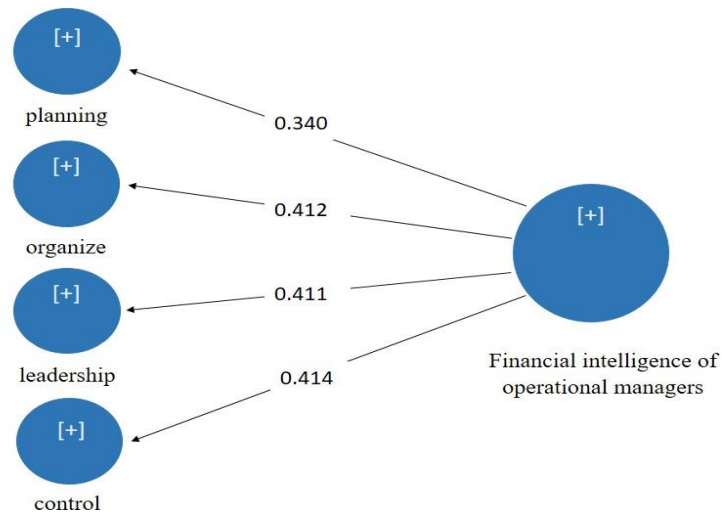 [+]
planning
0.340
[+]
organize
0.412
[+]
leadership
0.411
[+]
control
0.414
[+]
Financial intelligence of
operational managers